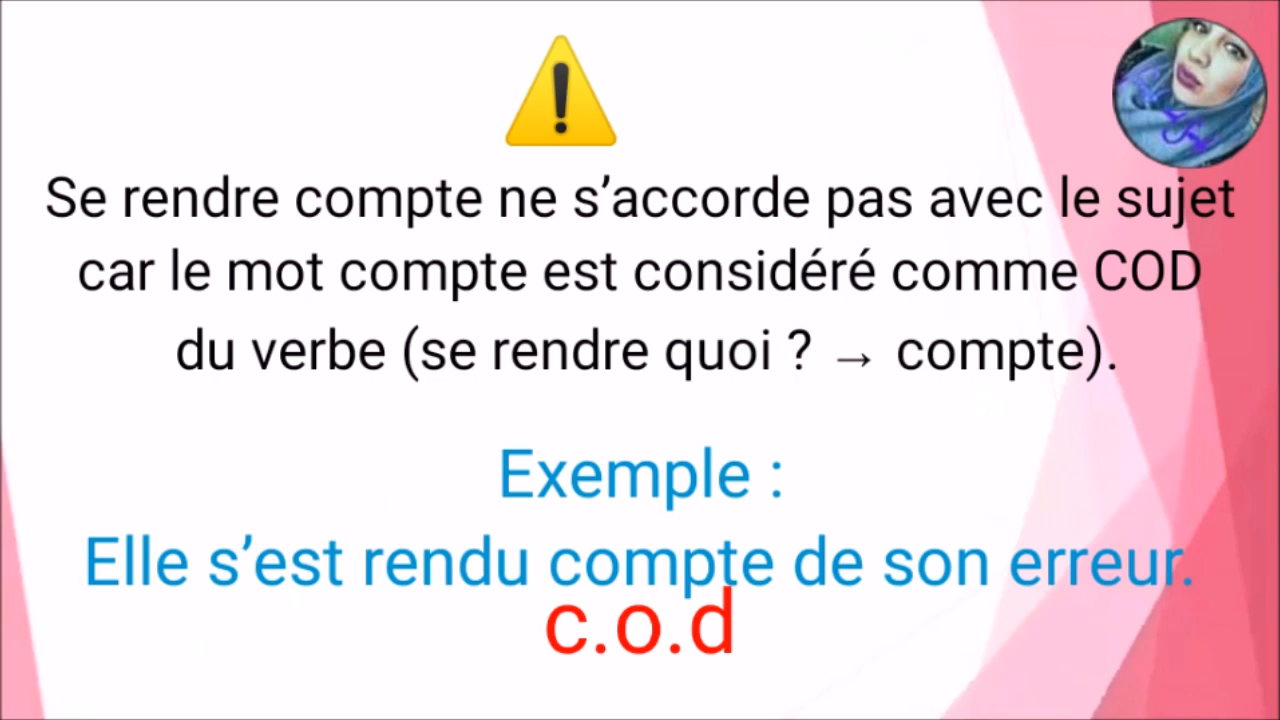 Se rendre compte ne s’accorde pas avec le sujet
car le mot compte est considéré comme COD
du verbe (se rendre quoi ? → compte).
Exemple :
Elle s’est rendu compte de son erreur.
c.o.d